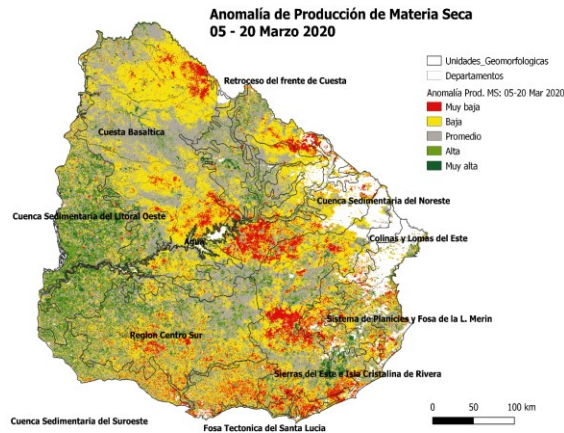 Anomalía de Producción de Materia Seca
05 - 20 Marzo 2020
Unidades_Geomorfologicas
Departamentos
Anomalía Prod. MS: 05-20 Mar 2020
Muy baja
Baja
Promedio
Alta
Muy alta
Retroceso del frente de Cuesta
Cuesta Basaltica
Cuenca Sedimentaria del Noreste
Cuenca Sedimentaria del Litoral Oeste
Agua
Colinas y Lomas del Este
Sistema de Planicies y Fosa de la L. Merin
Region Centro Sur
Sierras del Este e Isla Cristalina de Rivera
Cuenca Sedimentaria del Suroeste
Fosa Tectonica del Santa Lucia
0 50 100 km